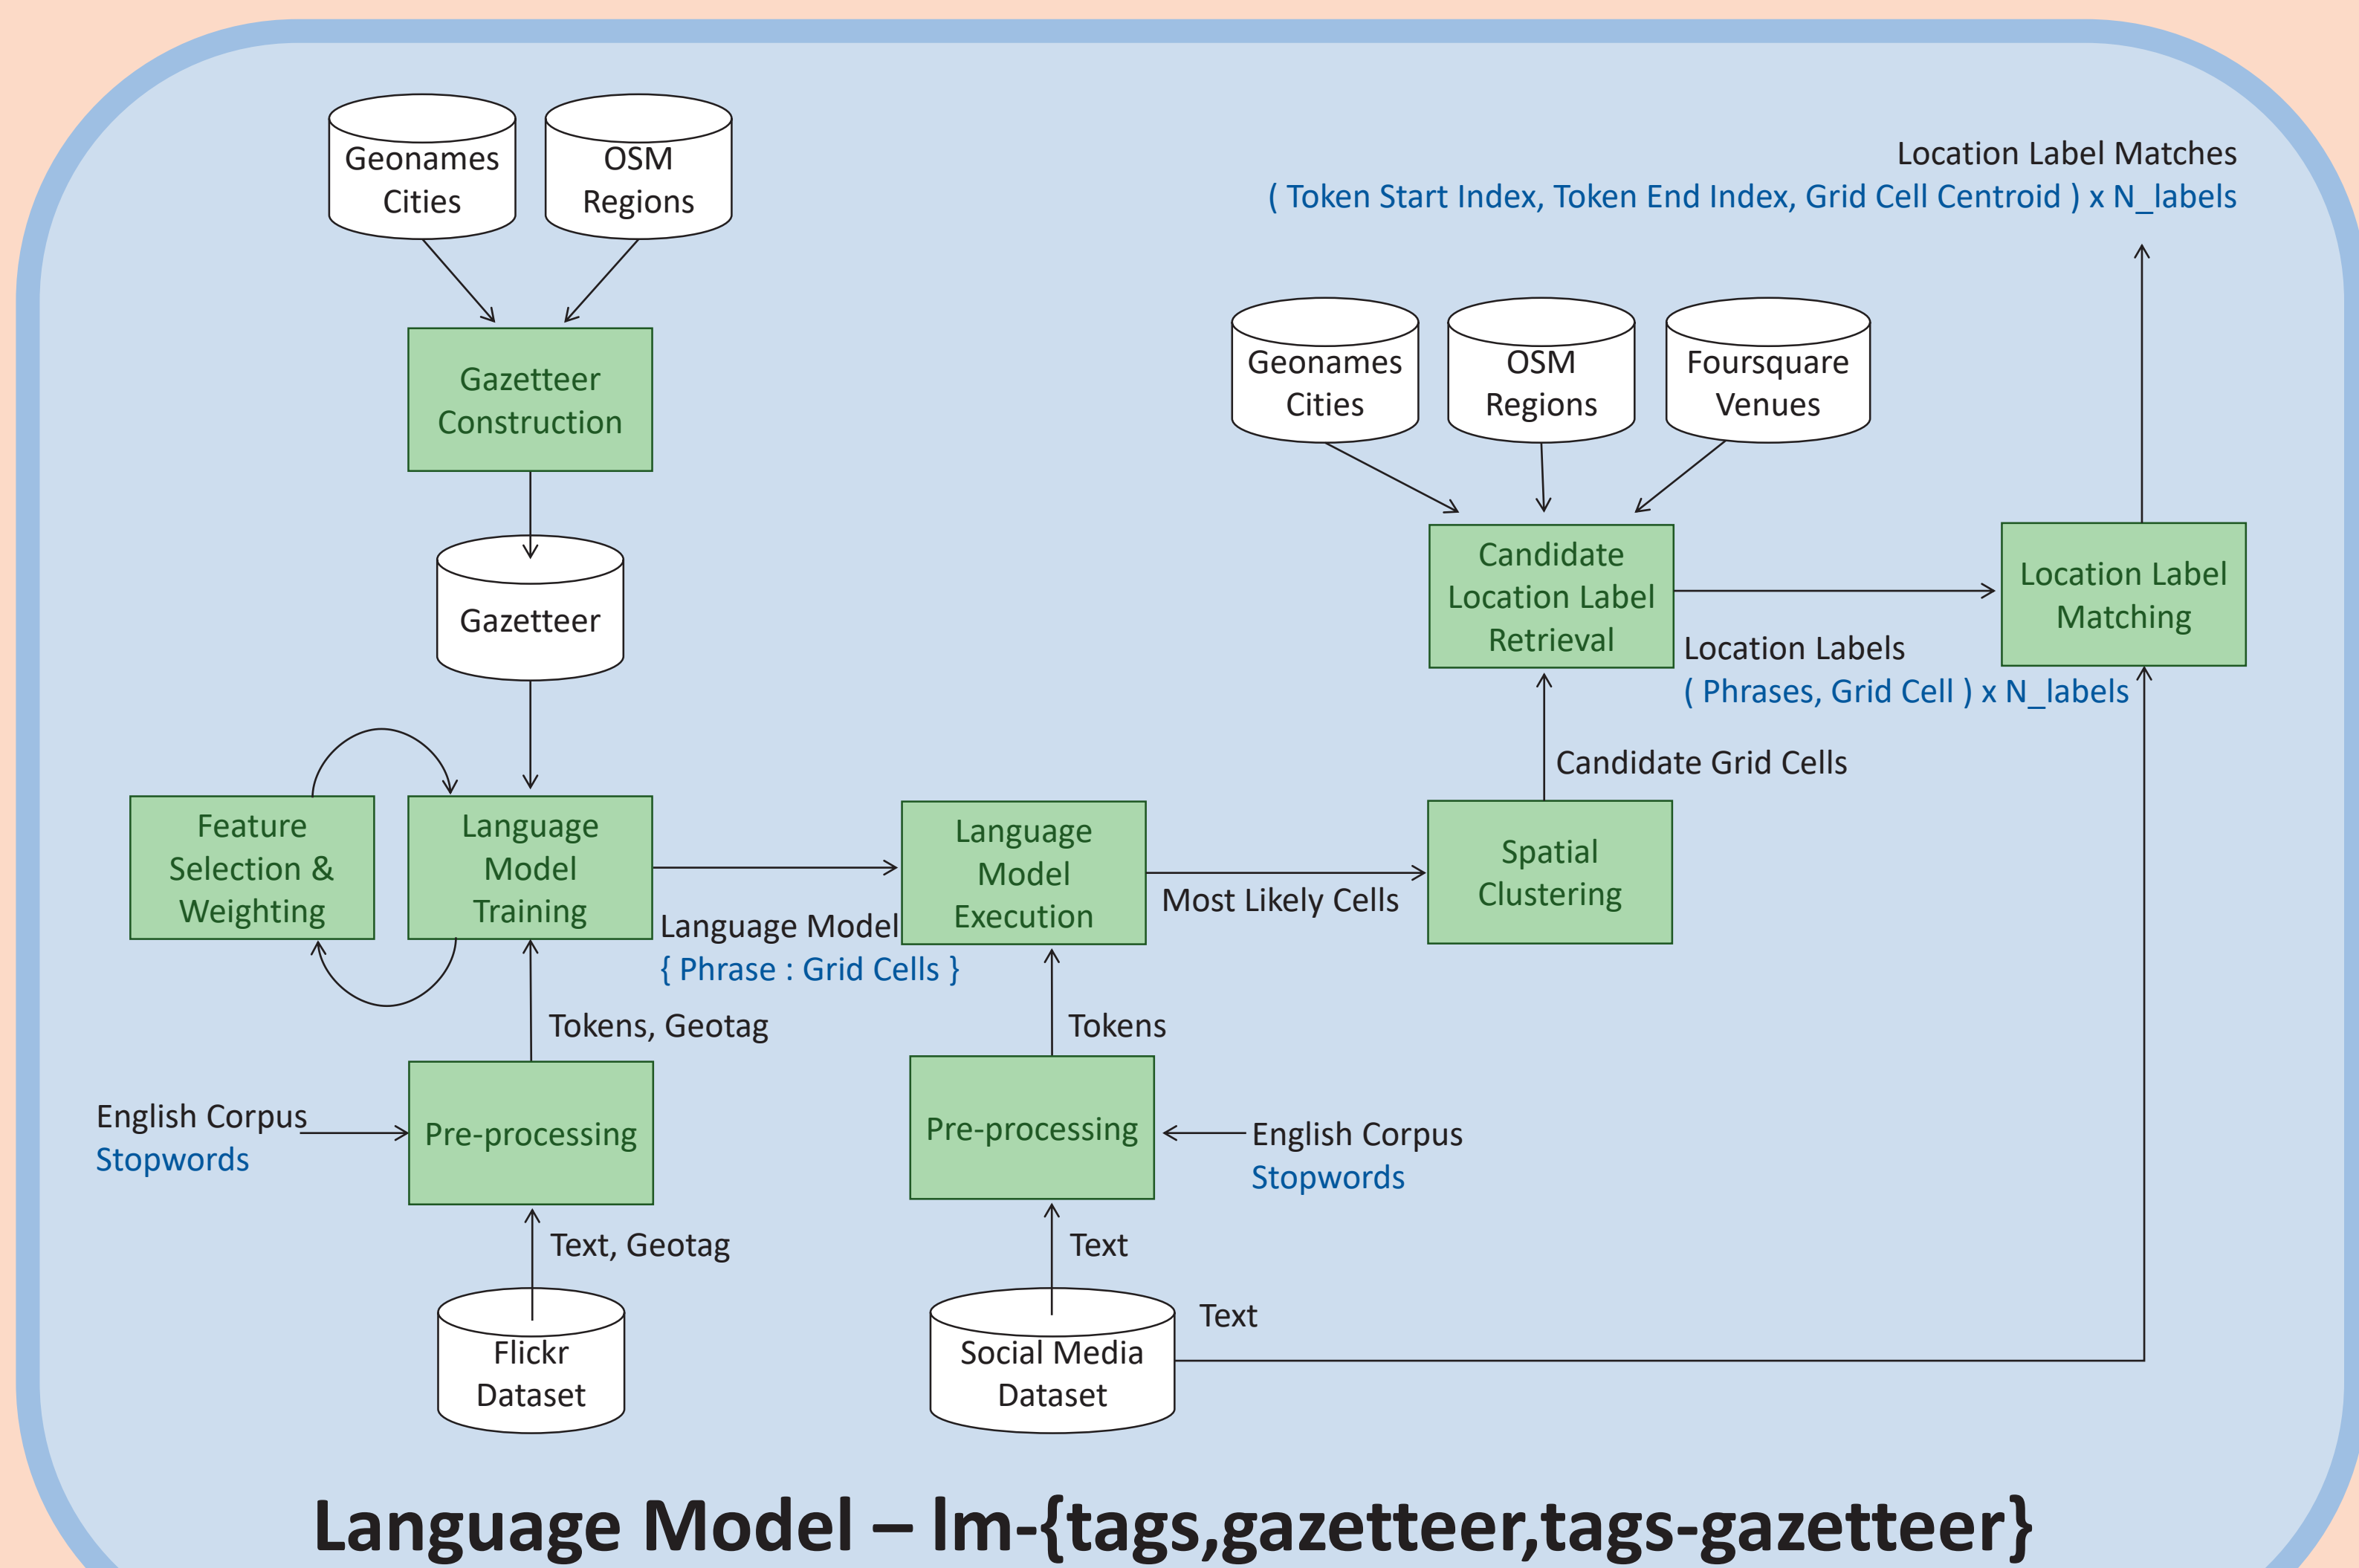 Geonames
Cities
OSM
Regions
Location Label Matches
( Token Start Index, Token End Index, Grid Cell Centroid ) x N_labels
Gazetteer
Construction
Geonames
Cities
OSM
Regions
Foursquare
Venues
Gazetteer
Candidate
Location Label
Retrieval
Location Label
Matching
Location Labels
( Phrases, Grid Cell ) x N_labels
Candidate Grid Cells
Feature
Selection &
Weighting
Language
Model
Training
Language Model
{ Phrase : Grid Cells }
Language
Model
Execution
Most Likely Cells
Spatial
Clustering
Tokens, Geotag
Tokens
English Corpus
Stopwords
Pre-processing
Pre-processing
English Corpus
Stopwords
Text, Geotag
Text
Flickr
Dataset
Social Media
Dataset
Text
Language Model – lm-{tags,gazetteer,tags-gazetteer}